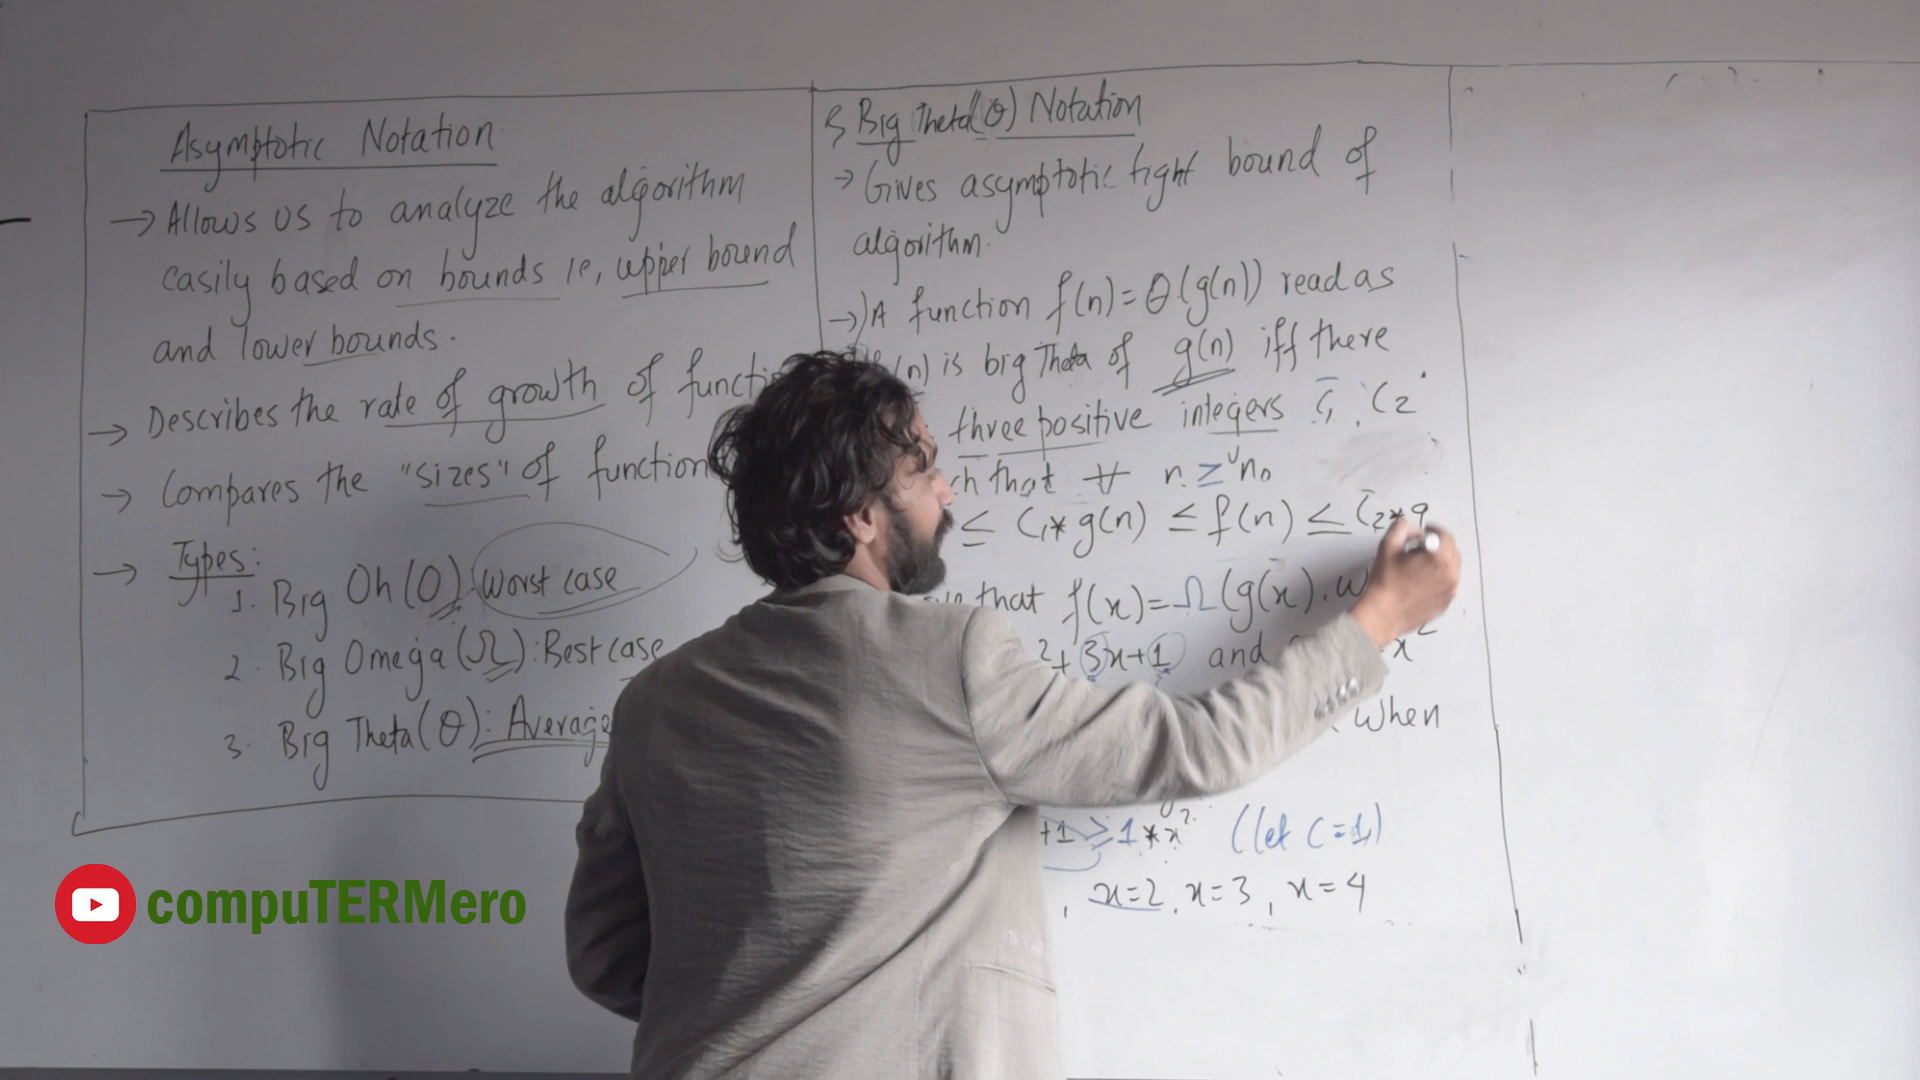 Asymptotic Notation
→ Allows us to analyze the algorithm
easily based on bounds ie, upper bound
and lower bounds.
→ Describes the rate of growth of functi
→ Compares the "sizes" of function
→ Types:
1. Big Oh (O) : Worst case
2. Big Omega (Ω) : Best case
3. Big Theta (θ) : Average
3 Big Theta (θ) Notation
→ Gives asymptotic tight bound of
algorithm.
→ A function f(n) = θ(g(n)) read as
(n) is big Theta of g(n) iff there
three positive integers C1, C2
ch that ∀ n ≥ n0
≤ C1* g(n) ≤ f(n) ≤ C2* g
that f(x) = Ω (g(x). w
2 + 3x+1 and x2
When
+1 ≥ 1 * x2 (let C=1)
, x=2, x=3, x=4
computERMero